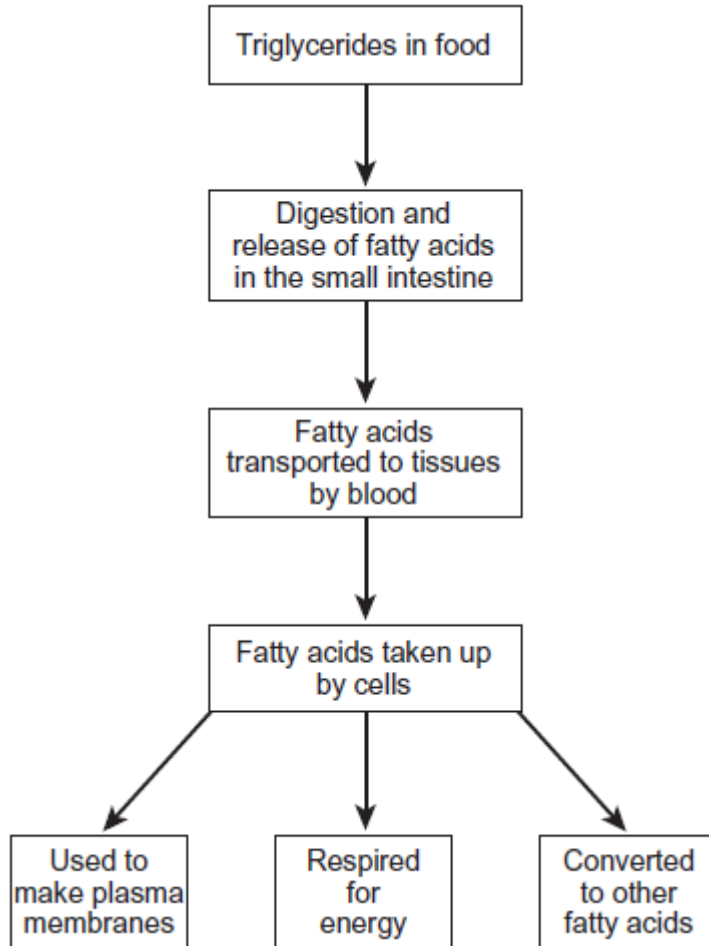 Triglycerides in food
Digestion and
release of fatty acids
in the small intestine
Fatty acids
transported to tissues
by blood
Fatty acids taken up
by cells
Used to
make plasma
membranes
Respired
for
energy
Converted
to other
fatty acids